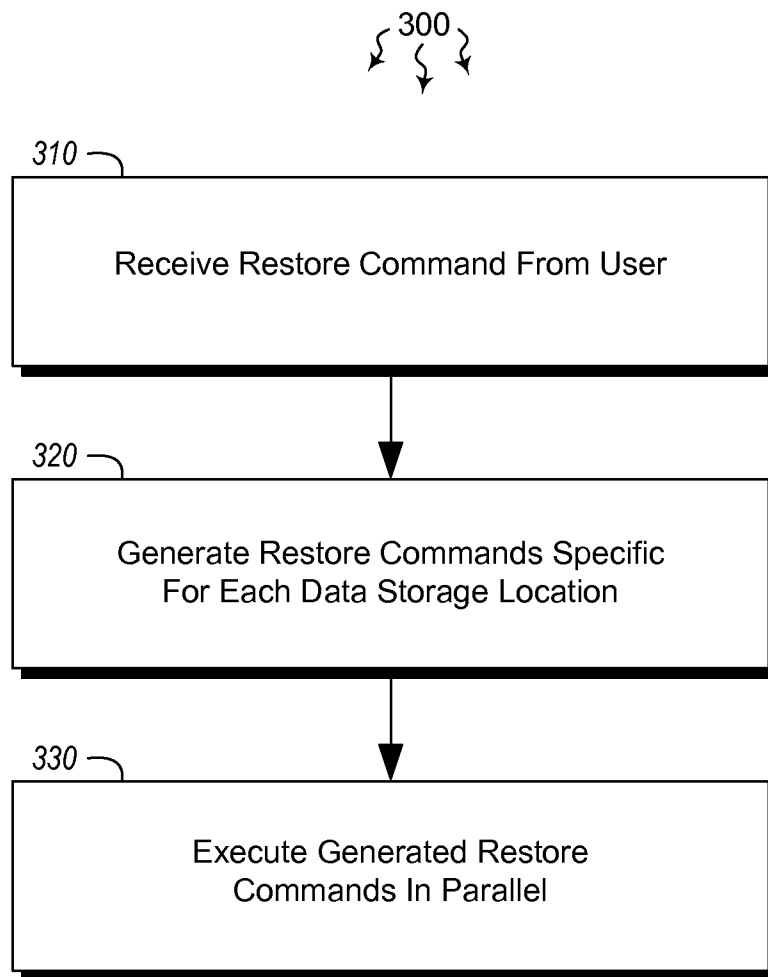 300
310
Receive Restore Command From User
320
Generate Restore Commands Specific
For Each Data Storage Location
330
Execute Generated Restore
Commands In Parallel